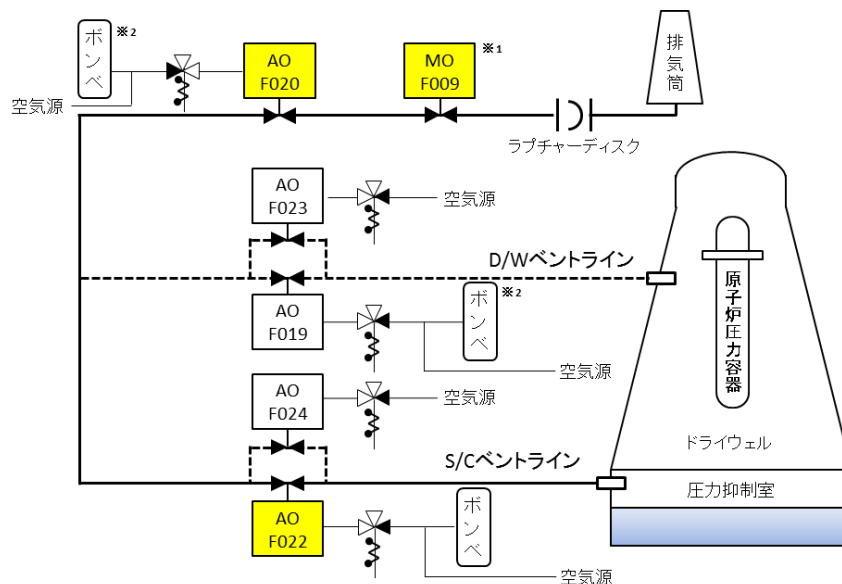 ボンベ
※2
空気源
AO
F020
MO
F009
※1
ラプチャーディスク
排気筒
AO
F023
空気源
D/Wベントライン
AO
F019
ボンベ
※2
空気源
AO
F024
空気源
S/Cベントライン
AO
F022
ボンベ
空気源
原子炉圧力容器
ドライウェル
圧力抑制室